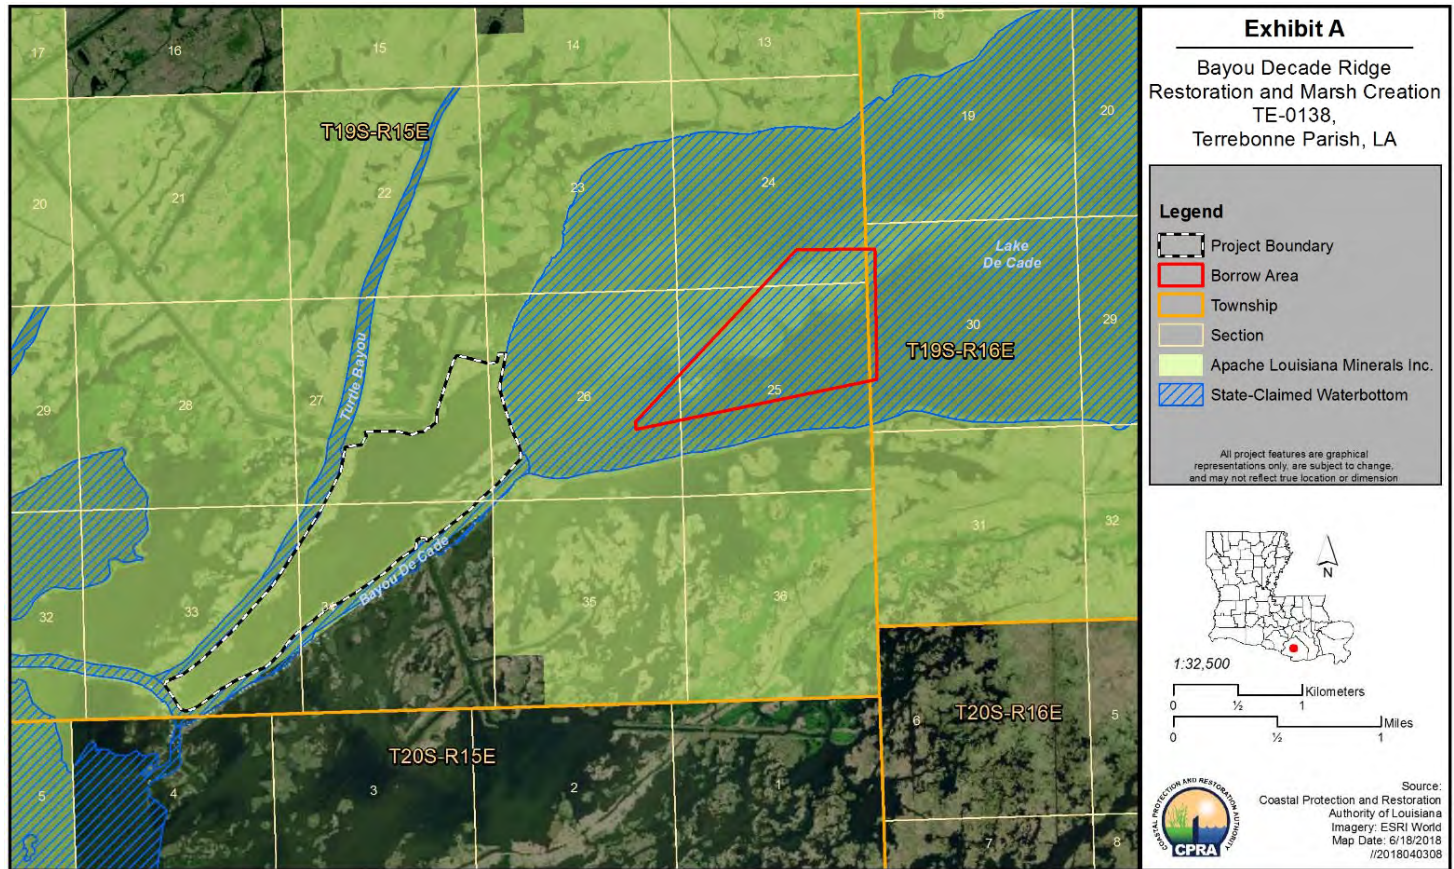 17
16
15
14
13
18
T19S-R15E
19
20
20
21
22
23
24
Lake
De Cade
30
29
T19S-R16E
Turtle Bayou
29
28
27
26
25
31
32
Bayou De Cade
32
33
35
36
T20S-R16E
6
5
T20S-R15E
5
4
3
2
1
7
8
Exhibit A
Bayou Decade Ridge
Restoration and Marsh Creation
TE-0138,
Terrebonne Parish, LA
Legend
Project Boundary
Borrow Area
Township
Section
Apache Louisiana Minerals Inc.
State-Claimed Waterbottom
All project features are graphical
representations only, are subject to change,
and may not reflect true location or dimension
N
1:32,500
Kilometers
0 ½ 1
Miles
0 ½ 1
COASTAL PROTECTION AND RESTORATION AUTHORITY
CPRA
Source:
Coastal Protection and Restoration
Authority of Louisiana
Imagery: ESRI World
Map Date: 6/18/2018
//2018040308